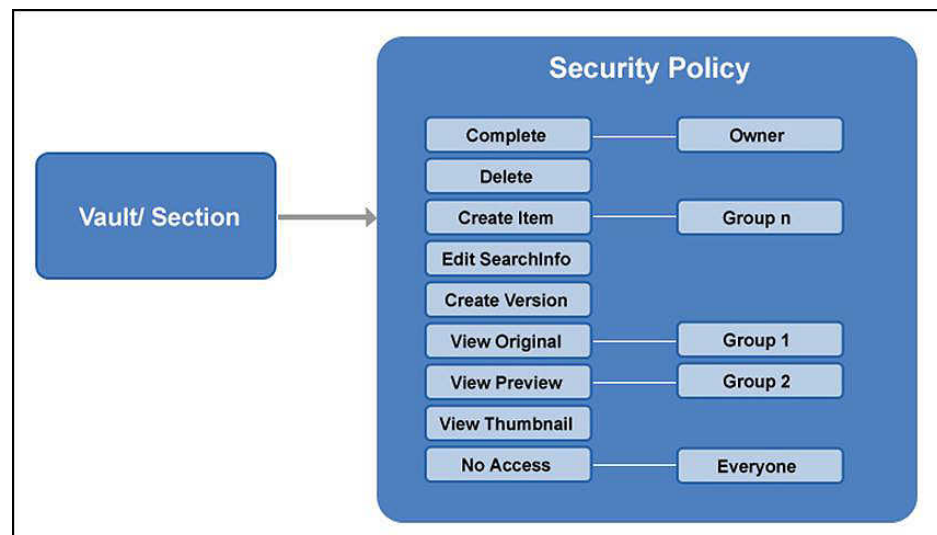 Security Policy
Vault/ Section
Complete
Owner
Delete
Create Item
Group n
Edit SearchInfo
Create Version
View Original
Group 1
View Preview
Group 2
View Thumbnail
No Access
Everyone